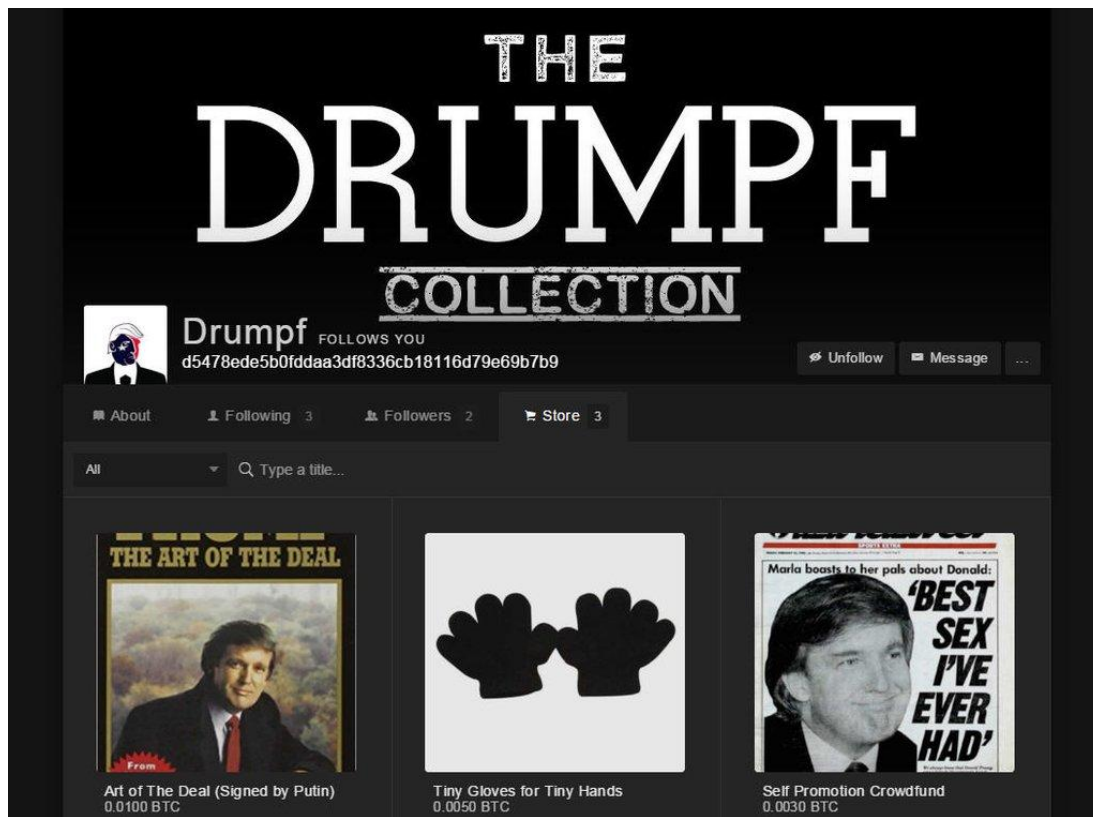 THE
DRUMPF
COLLECTION
Drumpf FOLLOWS YOU
d5478ede5b0fddaa3df8336cb18116d79e69b7b9
Unfollow
Message
...
About
Following 3
Followers 2
Store 3
All
Type a title...
THE ART OF THE DEAL
From
Art of The Deal (Signed by Putin)
0.0100 BTC
Tiny Gloves for Tiny Hands
0.0050 BTC
SPORTS EXTRA
Marla boasts to her pals about Donald:
'BEST
SEX
I'VE
EVER
HAD'
Self Promotion Crowdfund
0.0030 BTC